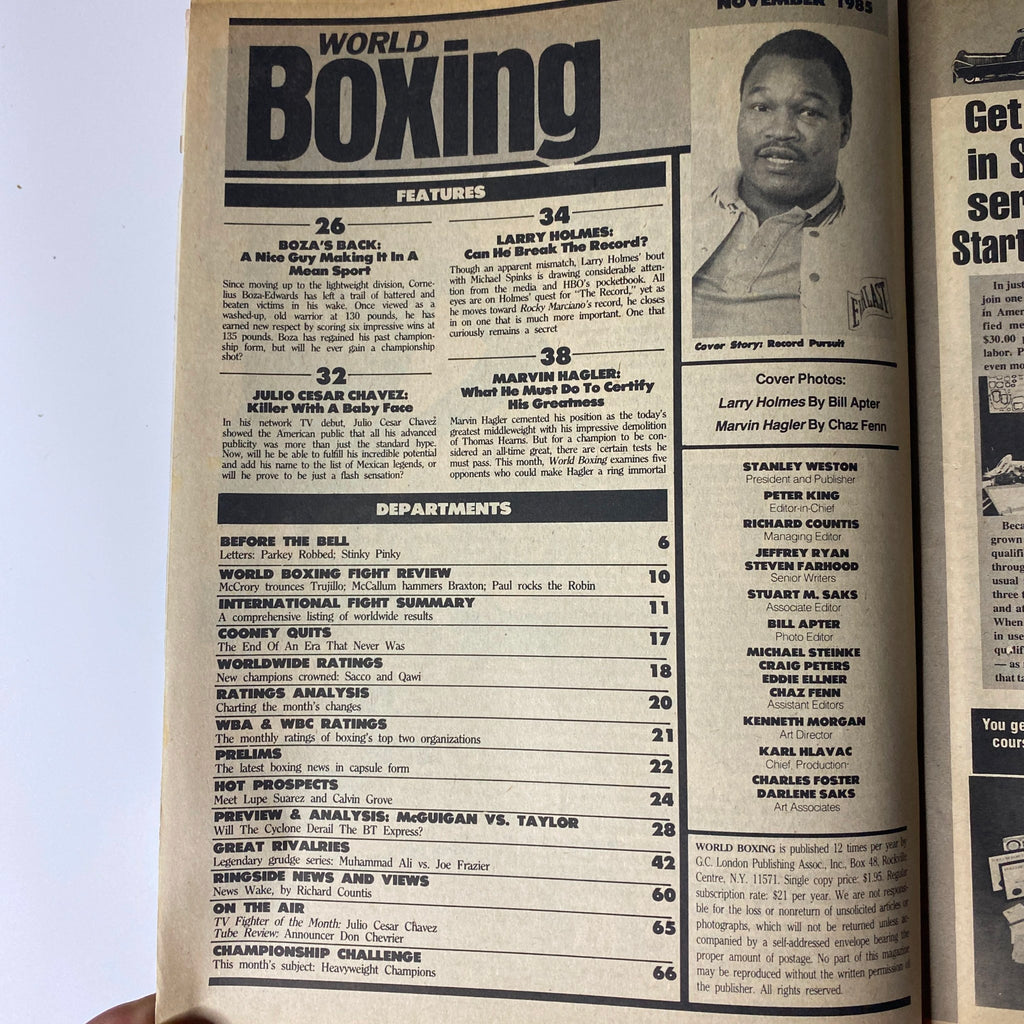 NOVEMBER 1985
WORLD
Boxing
FEATURES
26
BOZA'S BACK:
A Nice Guy Making It In A
Mean Sport
Since moving up to the lightweight division, Corne-
lius Boza-Edwards has left a trail of battered and
beaten victims in his wake. Once viewed as a
washed-up, old warrior at 130 pounds, he has
earned new respect by scoring six impressive wins at
135 pounds. Boza has regained his past champion-
ship form, but will he ever gain a championship
shot?
32
JULIO CESAR CHAVEZ:
Killer With A Baby Face
In his network TV debut, Julio Cesar Chavez
showed the American public that all his advanced
publicity was more than just the standard hype.
Now, will he be able to fulfill his incredible potential
and add his name to the list of Mexican legends, or
will he prove to be just a flash sensation?
34
LARRY HOLMES:
Can He Break The Record?
Though an apparent mismatch, Larry Holmes' bout
with Michael Spinks is drawing considerable atten-
tion from the media and HBO's pocketbook. All
eyes are on Holmes' quest for "The Record," yet as
he moves toward Rocky Marciano's record, he closes
in on one that is much more important. One that
curiously remains a secret
38
MARVIN HAGLER:
What He Must Do To Certify
His Greatness
Marvin Hagler cemented his position as the today's
greatest middleweight with his impressive demolition
of Thomas Hearns. But for a champion to be con-
sidered an all-time great, there are certain tests he
must pass. This month, World Boxing examines five
opponents who could make Hagler a ring immortal
DEPARTMENTS
BEFORE THE BELL 6
Letters: Parkey Robbed; Stinky Pinky
WORLD BOXING FIGHT REVIEW 10
McCrory trounces Trujillo; McCallum hammers Braxton; Paul rocks the Robin
INTERNATIONAL FIGHT SUMMARY 11
A comprehensive listing of worldwide results
COONEY QUITS 17
The End Of An Era That Never Was
WORLDWIDE RATINGS 18
New champions crowned: Sacco and Qawi
RATINGS ANALYSIS 20
Charting the month's changes
WBA & WBC RATINGS 21
The monthly ratings of boxing's top two organizations
PRELIMS 22
The latest boxing news in capsule form
HOT PROSPECTS 24
Meet Lupe Suarez and Calvin Grove
PREVIEW & ANALYSIS: McGUIGAN VS. TAYLOR 28
Will The Cyclone Derail The BT Express?
GREAT RIVALRIES 42
Legendary grudge series: Muhammad Ali vs. Joe Frazier
RINGSIDE NEWS AND VIEWS 60
News Wake, by Richard Countis
ON THE AIR 65
TV Fighter of the Month: Julio Cesar Chavez
Tube Review: Announcer Don Chevrier
CHAMPIONSHIP CHALLENGE 66
This month's subject: Heavyweight Champions
EVERLAST
Cover Story: Record Pursuit
Cover Photos:
Larry Holmes By Bill Apter
Marvin Hagler By Chaz Fenn
STANLEY WESTON
President and Publisher
PETER KING
Editor-in-Chief
RICHARD COUNTIS
Managing Editor
JEFFREY RYAN
STEVEN FARHOOD
Senior Writers
STUART M. SAKS
Associate Editor
BILL APTER
Photo Editor
MICHAEL STEINKE
CRAIG PETERS
EDDIE ELLNER
CHAZ FENN
Assistant Editors
KENNETH MORGAN
Art Director
KARL HLAVAC
Chief, Production
CHARLES FOSTER
DARLENE SAKS
Art Associates
WORLD BOXING is published 12 times per year by
G.C. London Publishing Assoc., Inc., Box 48, Rockville
Centre, N.Y. 11571. Single copy price: $1.95. Regular
subscription rate: $21 per year. We are not responsi-
ble for the loss or nonreturn of unsolicited articles or
photographs, which will not be returned unless ac-
companied by a self-addressed envelope bearing the
proper amount of postage. No part of this magazine
may be reproduced without the written permission of
the publisher. All rights reserved.
Get
in
ser
Start
In just
join one
in Amer
fied me
$30.00
labor. P
even mo
Beca
grown
qualifi
throug
usual
three
and at
When
in use
qualif
— as
that ta
You ge
cours